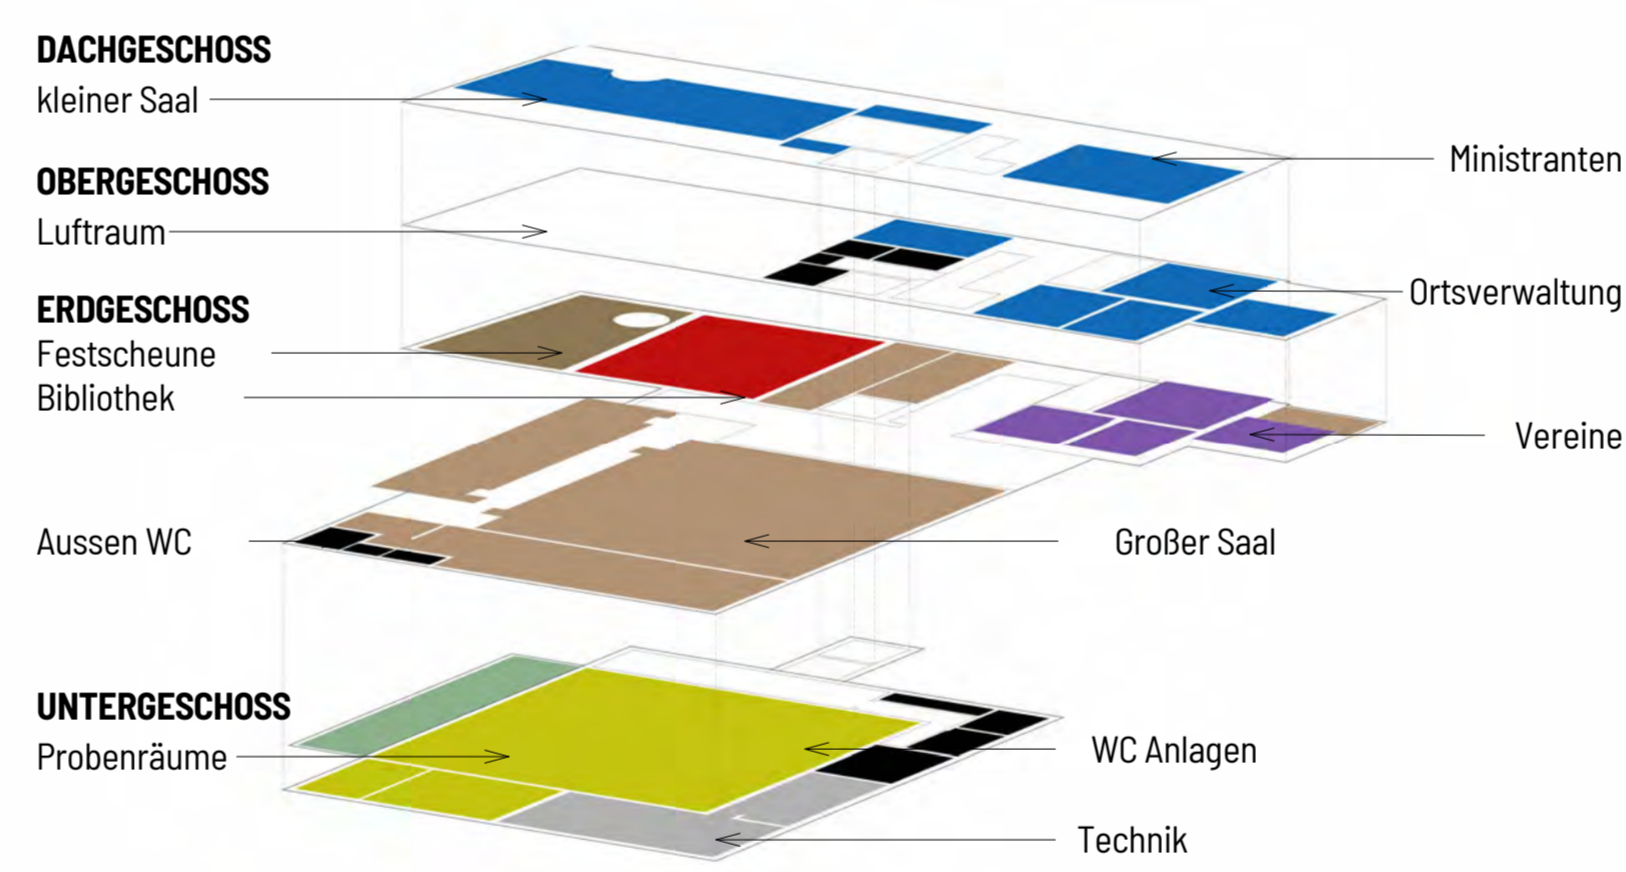 DACHGESCHOSS
kleiner Saal
Ministranten
OBERGESCHOSS
Luftraum
Ortsverwaltung
ERDGESCHOSS
Festscheune
Bibliothek
Vereine
Aussen WC
Großer Saal
UNTERGESCHOSS
Probenräume
WC Anlagen
Technik